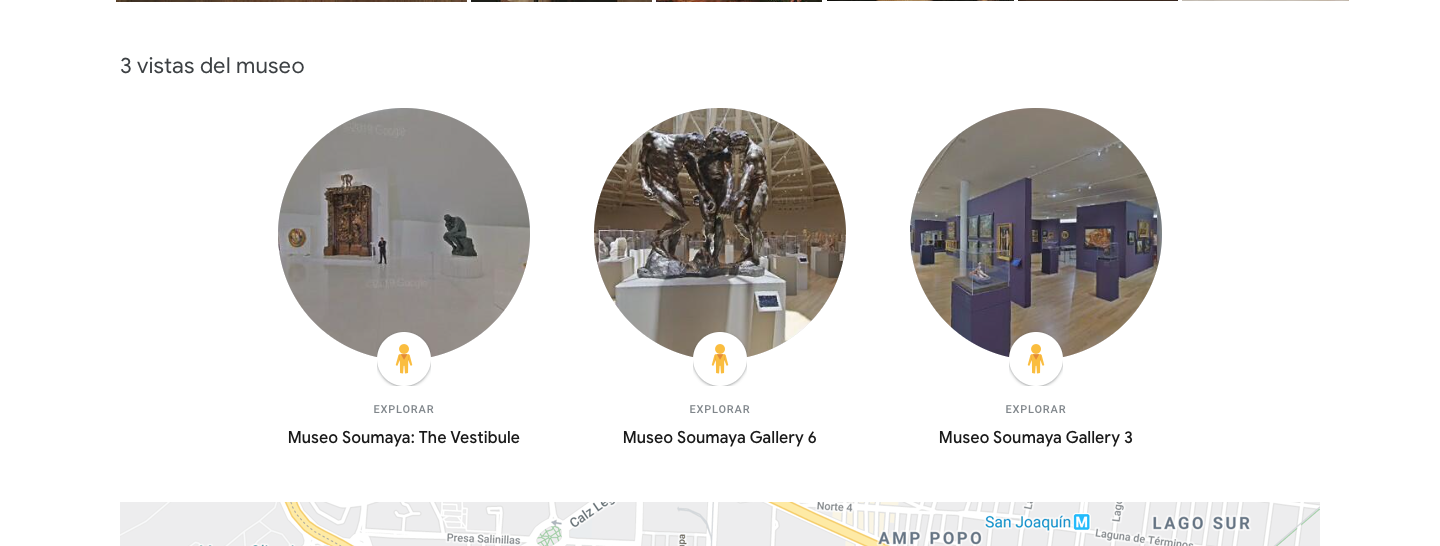 3 vistas del museo
EXPLORAR
Museo Soumaya: The Vestibule
EXPLORAR
Museo Soumaya Gallery 6
EXPLORAR
Museo Soumaya Gallery 3
Norte 4
San Joaquín M
LAGO SUR
Presa Salinillas
AMP POPO
Laguna de Términos